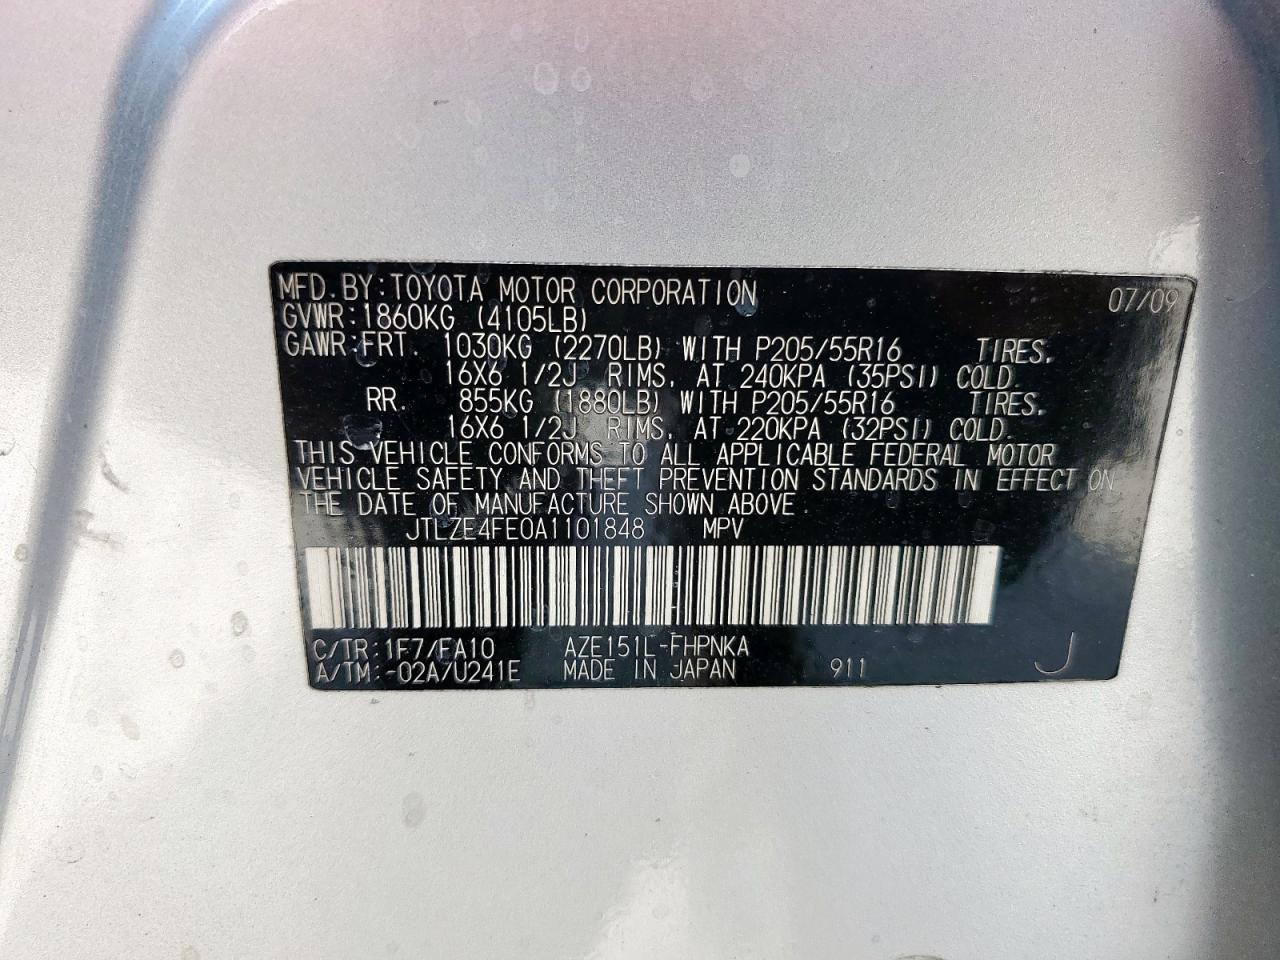 MFD. BY: TOYOTA MOTOR CORPORATION 07/09
GVWR: 1860KG (4105LB)
GAWR: FRT. 1030KG (2270LB) WITH P205/55R16 TIRES,
16X6 1/2J RIMS, AT 240KPA (35PSI) COLD.
RR. 855KG (1880LB) WITH P205/55R16 TIRES,
16X6 1/2J RIMS, AT 220KPA (32PSI) COLD.
THIS VEHICLE CONFORMS TO ALL APPLICABLE FEDERAL MOTOR
VEHICLE SAFETY AND THEFT PREVENTION STANDARDS IN EFFECT ON
THE DATE OF MANUFACTURE SHOWN ABOVE.
JTLZE4FE0A1101848 MPV
C/TR: 1F7/FA10 AZE151L-FHPNKA
A/TM: -02A/U241E MADE IN JAPAN 911 J